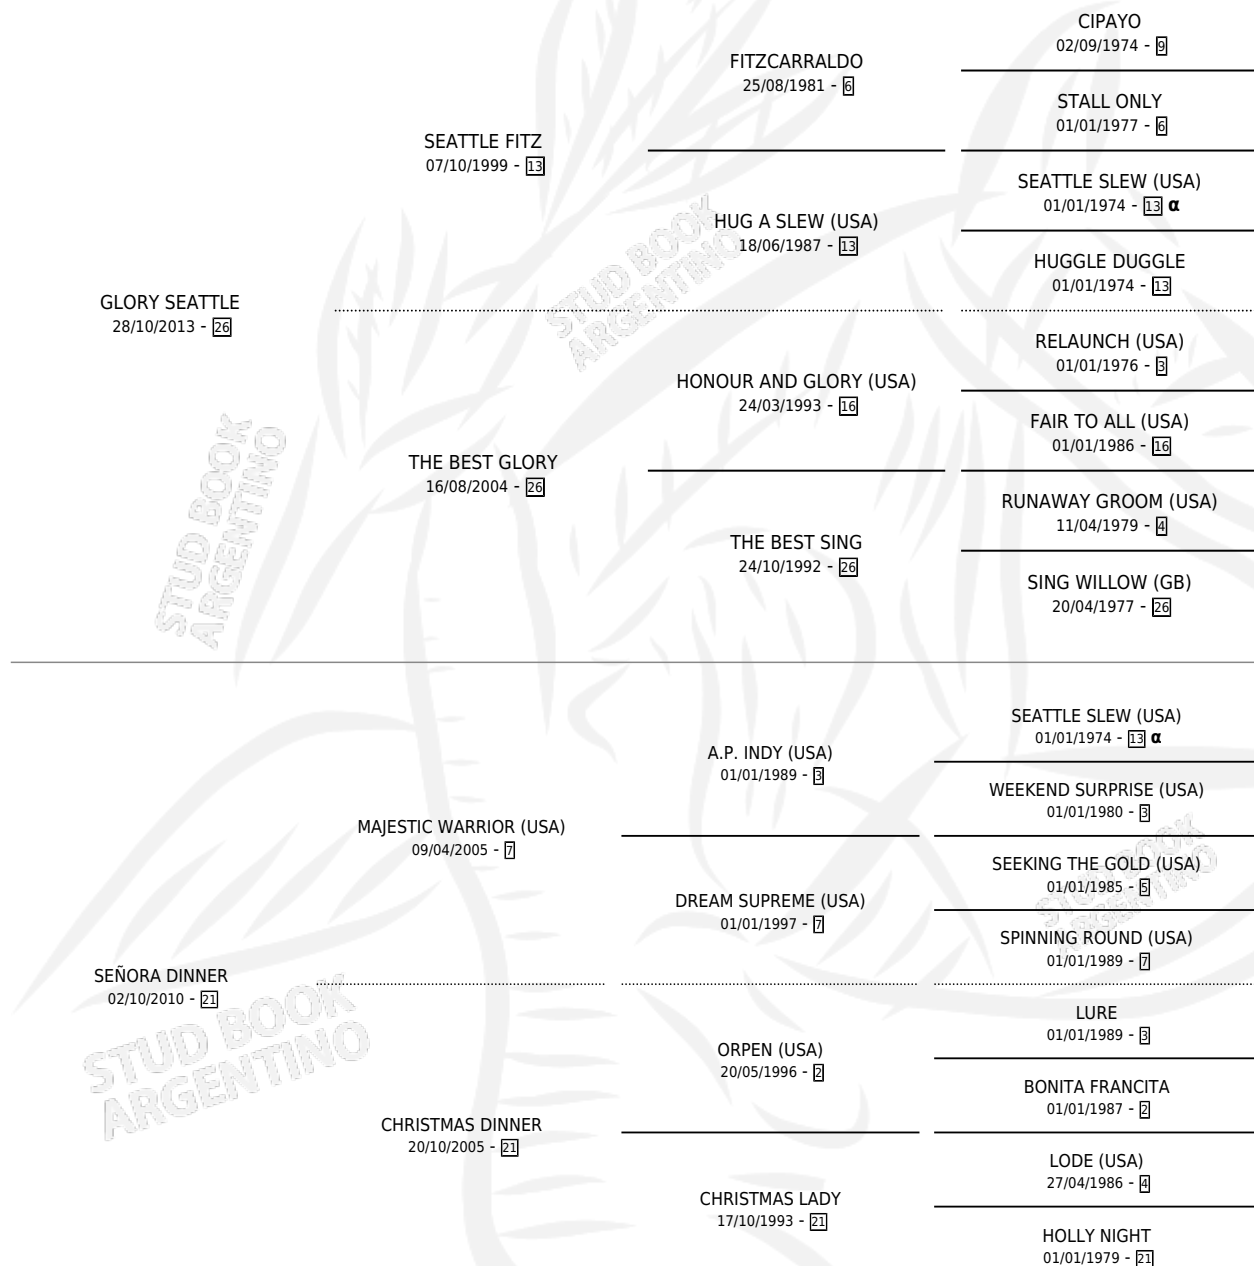 CIPAYO
02/09/1974 - 9
FITZCARRALDO
25/08/1981 - 6
STALL ONLY
01/01/1977 - 6
SEATTLE FITZ
07/10/1999 - 13
SEATTLE SLEW (USA)
01/01/1974 - 13 α
HUG A SLEW (USA)
18/06/1987 - 13
HUGGLE DUGGLE
01/01/1974 - 13
GLORY SEATTLE
28/10/2013 - 26
RELAUNCH (USA)
01/01/1976 - 3
HONOUR AND GLORY (USA)
24/03/1993 - 16
FAIR TO ALL (USA)
01/01/1986 - 16
THE BEST GLORY
16/08/2004 - 26
RUNAWAY GROOM (USA)
11/04/1979 - 4
THE BEST SING
24/10/1992 - 26
SING WILLOW (GB)
20/04/1977 - 26
SEATTLE SLEW (USA)
01/01/1974 - 13 α
A.P. INDY (USA)
01/01/1989 - 3
WEEKEND SURPRISE (USA)
01/01/1980 - 3
MAJESTIC WARRIOR (USA)
09/04/2005 - 7
SEEKING THE GOLD (USA)
01/01/1985 - 5
DREAM SUPREME (USA)
01/01/1997 - 7
SPINNING ROUND (USA)
01/01/1989 - 7
SEÑORA DINNER
02/10/2010 - 21
LURE
01/01/1989 - 3
ORPEN (USA)
20/05/1996 - 2
BONITA FRANCITA
01/01/1987 - 2
CHRISTMAS DINNER
20/10/2005 - 21
LODE (USA)
27/04/1986 - 4
CHRISTMAS LADY
17/10/1993 - 21
HOLLY NIGHT
01/01/1979 - 21
STUD BOOK
ARGENTINO
STUD BOOK
ARGENTINO
STUD BOOK
ARGENTINO
STUD BOOK
ARGENTINO